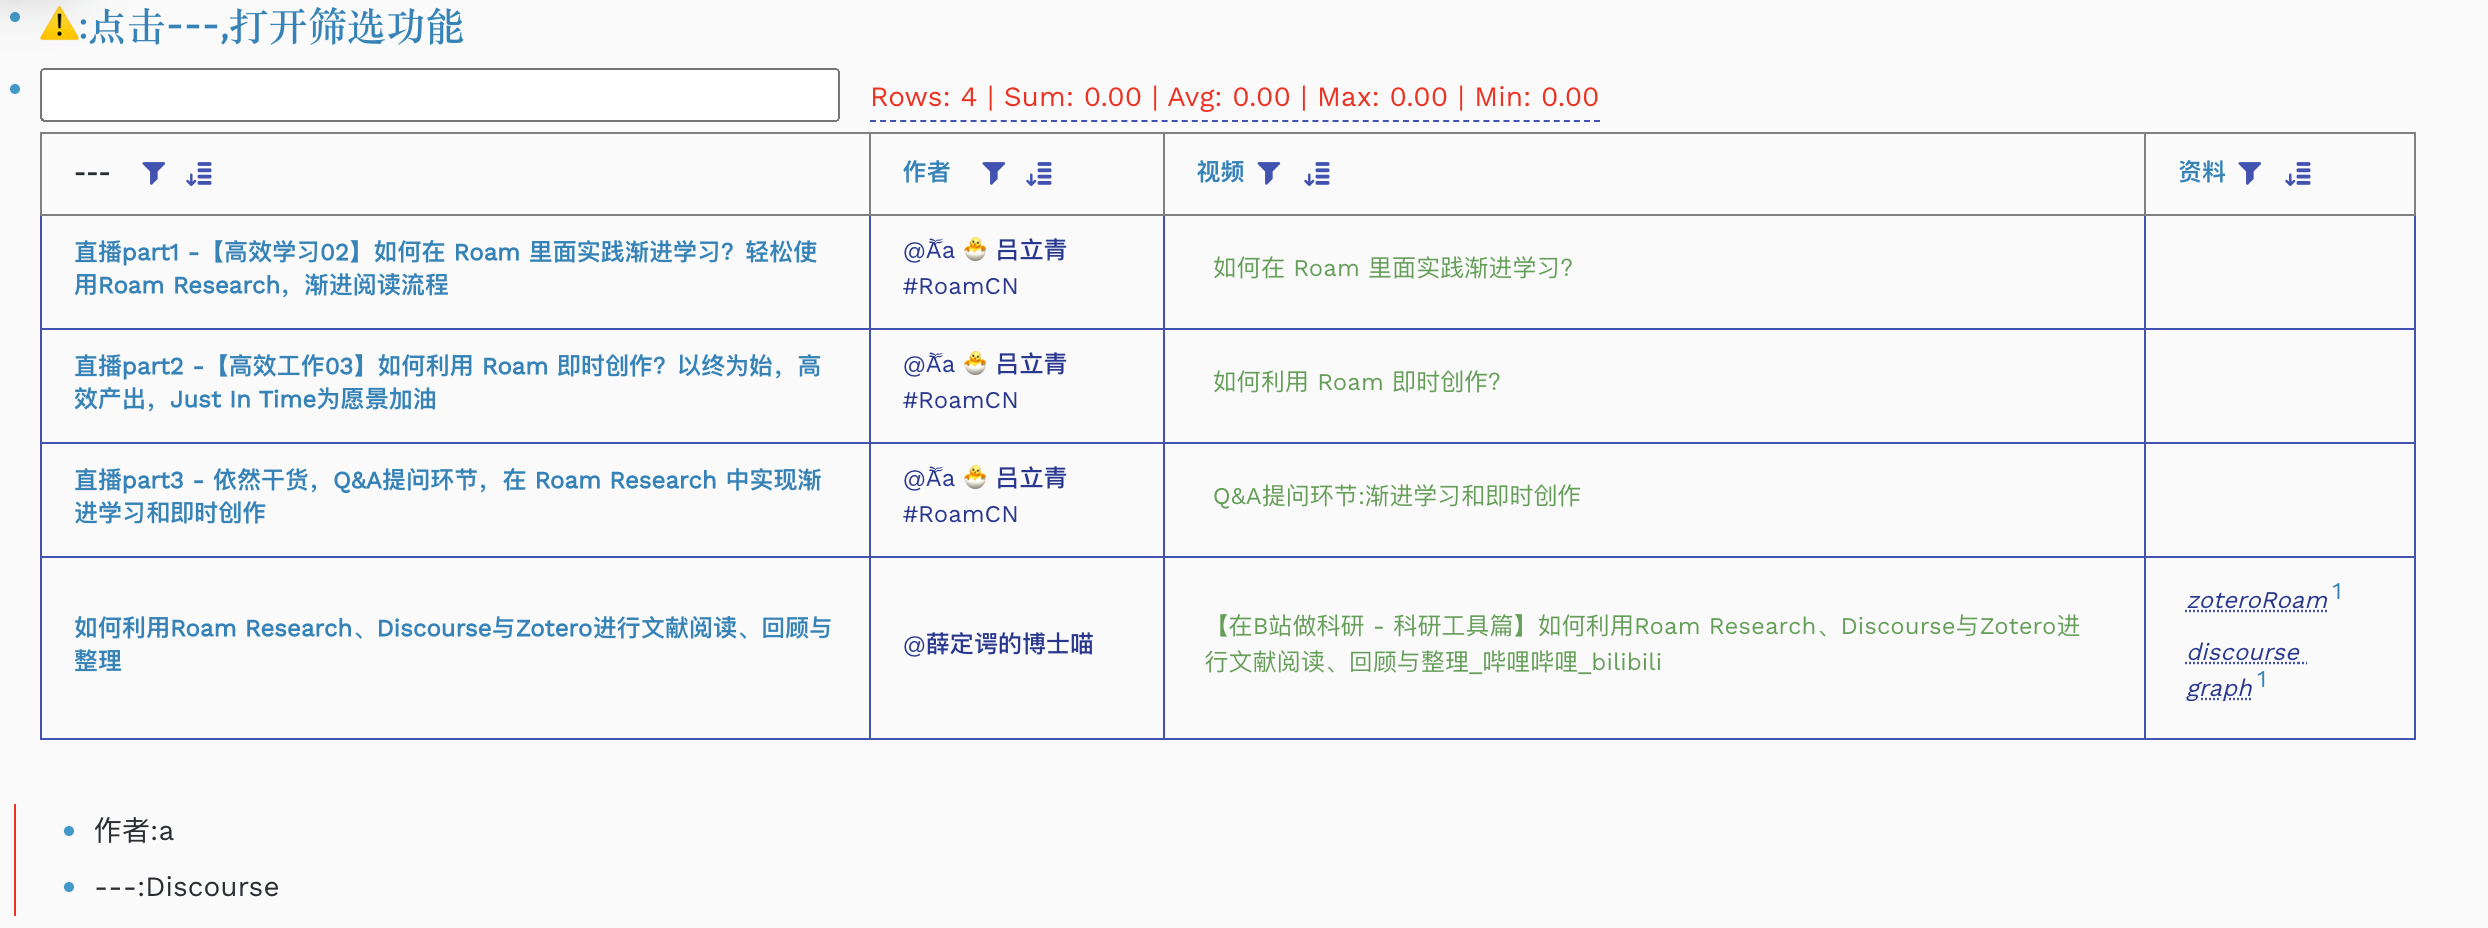 ⚠️:点击---,打开筛选功能
Rows: 4 | Sum: 0.00 | Avg: 0.00 | Max: 0.00 | Min: 0.00
--- 作者 视频 资料
直播part1 -【高效学习02】如何在 Roam 里面实践渐进学习？轻松使
用Roam Research，渐进阅读流程
@Āa 🐣 吕立青
#RoamCN
如何在 Roam 里面实践渐进学习?
直播part2 -【高效工作03】如何利用 Roam 即时创作？以终为始，高
效产出，Just In Time为愿景加油
@Āa 🐣 吕立青
#RoamCN
如何利用 Roam 即时创作?
直播part3 - 依然干货，Q&A提问环节，在 Roam Research 中实现渐
进学习和即时创作
@Āa 🐣 吕立青
#RoamCN
Q&A提问环节:渐进学习和即时创作
如何利用Roam Research、Discourse与Zotero进行文献阅读、回顾与
整理
@薛定谔的博士喵
【在B站做科研 - 科研工具篇】如何利用Roam Research、Discourse与Zotero进
行文献阅读、回顾与整理_哔哩哔哩_bilibili
zoteroRoam 1
discourse
graph 1
作者:a
---:Discourse